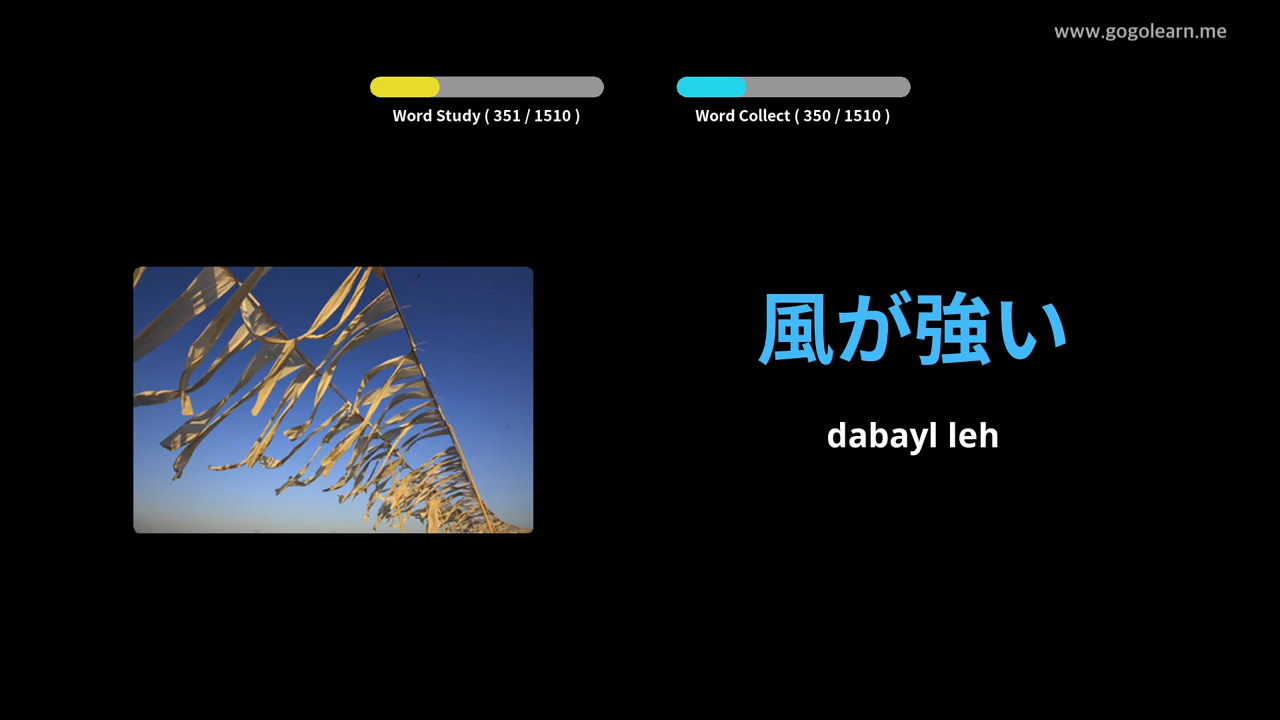 www.gogolearn.me
Word Study ( 351 / 1510 )
Word Collect ( 350 / 1510 )
風が強い
dabayl leh